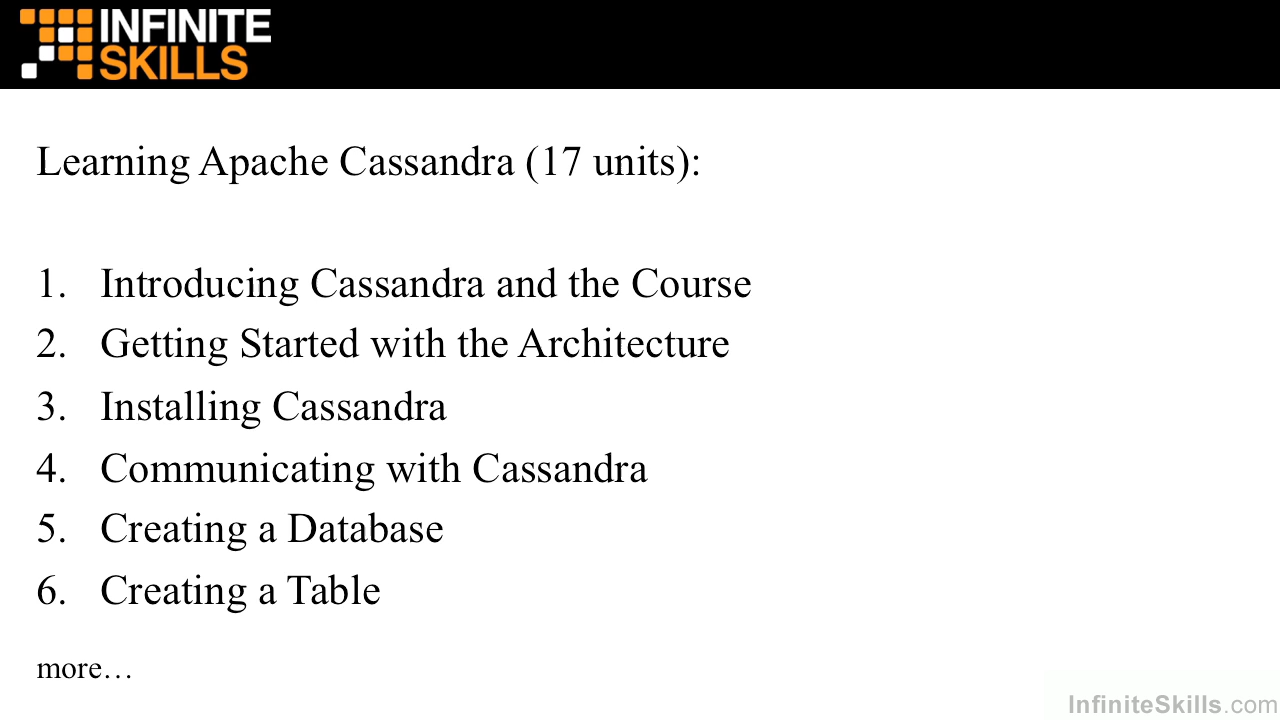 INFINITE
SKILLS
Learning Apache Cassandra (17 units):
1. Introducing Cassandra and the Course
2. Getting Started with the Architecture
3. Installing Cassandra
4. Communicating with Cassandra
5. Creating a Database
6. Creating a Table
more…
InfiniteSkills.com